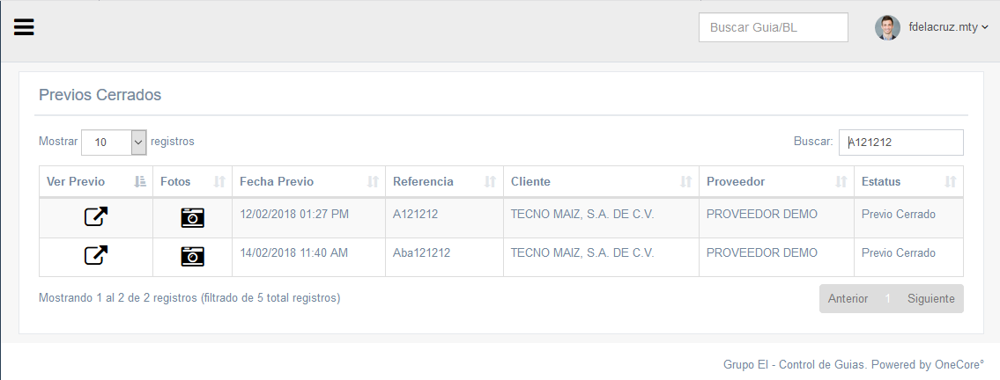 Buscar Guia/BL fdelacruz.mty
Previos Cerrados
Mostrar 10 registros Buscar: A121212
Ver Previo Fotos Fecha Previo Referencia Cliente Proveedor Estatus
12/02/2018 01:27 PM A121212 TECNO MAIZ, S.A. DE C.V. PROVEEDOR DEMO Previo Cerrado
14/02/2018 11:40 AM Aba121212 TECNO MAIZ, S.A. DE C.V. PROVEEDOR DEMO Previo Cerrado
Mostrando 1 al 2 de 2 registros (filtrado de 5 total registros) Anterior 1 Siguiente
Grupo EI - Control de Guias. Powered by OneCore°